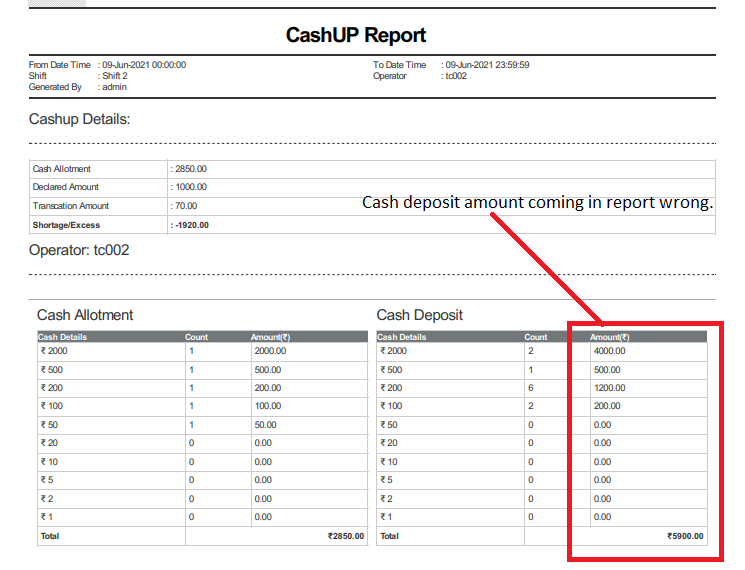 CashUP Report
From Date Time : 09-Jun-2021 00:00:00 To Date Time : 09-Jun-2021 23:59:59
Shift : Shift 2 Operator : tc002
Generated By : admin
Cashup Details:
Cash Allotment : 2850.00
Declared Amount : 1000.00
Transcation Amount : 70.00
Cash deposit amount coming in report wrong.
Shortage/Excess : -1920.00
Operator: tc002
Cash Allotment Cash Deposit
Cash Details Count Amount(₹) Cash Details Count Amount(₹)
₹ 2000 1 2000.00 ₹ 2000 2 4000.00
₹ 500 1 500.00 ₹ 500 1 500.00
₹ 200 1 200.00 ₹ 200 6 1200.00
₹ 100 1 100.00 ₹ 100 2 200.00
₹ 50 1 50.00 ₹ 50 0 0.00
₹ 20 0 0.00 ₹ 20 0 0.00
₹ 10 0 0.00 ₹ 10 0 0.00
₹ 5 0 0.00 ₹ 5 0 0.00
₹ 2 0 0.00 ₹ 2 0 0.00
₹ 1 0 0.00 ₹ 1 0 0.00
Total ₹2850.00 Total ₹5900.00